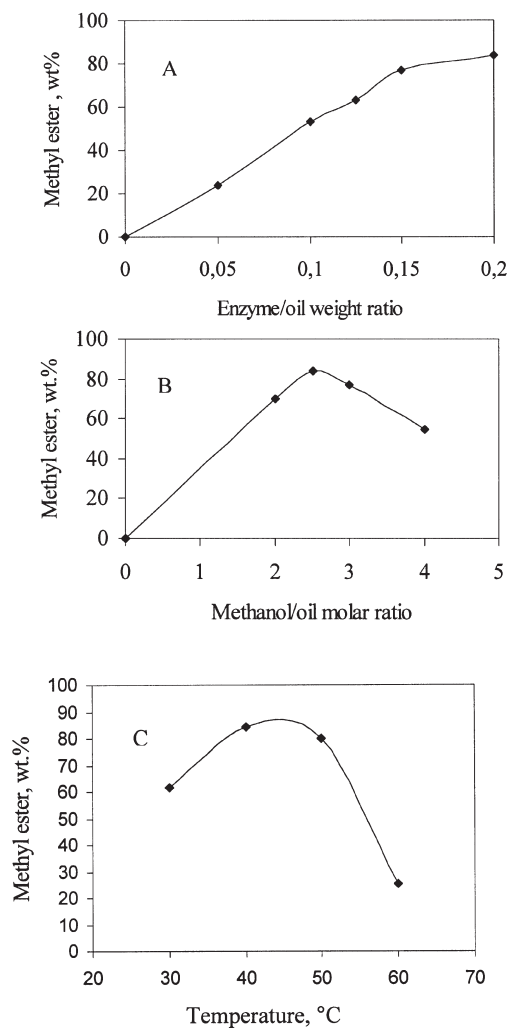 100
80
60
40
20
0
Methyl ester , wt%
A
0 0,05 0,1 0,15 0,2
Enzyme/oil weight ratio
100
80
60
40
20
0
Methyl ester, wt.%
B
0 1 2 3 4 5
Methanol/oil molar ratio
100
90
80
70
60
50
40
30
20
10
0
Methyl ester, wt.%
C
20 30 40 50 60 70
Temperature, °C